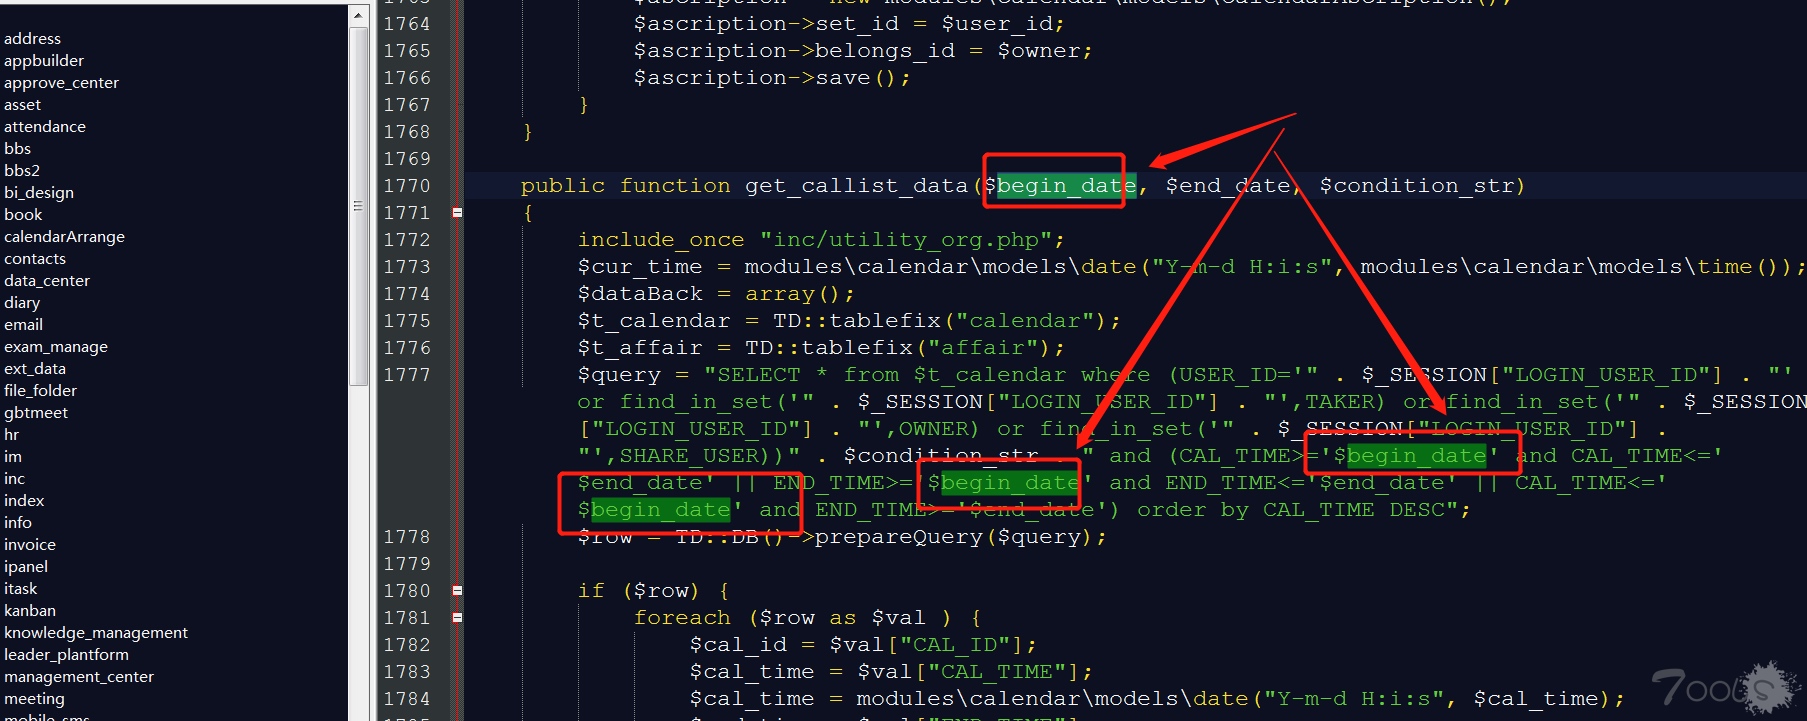 address
appbuilder
approve_center
asset
attendance
bbs
bbs2
bi_design
book
calendarArrange
contacts
data_center
diary
email
exam_manage
ext_data
file_folder
gbtmeet
hr
im
inc
index
info
invoice
ipanel
itask
kanban
knowledge_management
leader_plantform
management_center
meeting
mobile_sms
1764 $ascription->set_id = $user_id;
1765 $ascription->belongs_id = $owner;
1766 $ascription->save();
1767 }
1768 }
1769
1770 public function get_callist_data($begin_date, $end_date, $condition_str)
1771 {
1772 include_once "inc/utility_org.php";
1773 $cur_time = modules\calendar\models\date("Y-m-d H:i:s", modules\calendar\models\time());
1774 $dataBack = array();
1775 $t_calendar = TD::tablefix("calendar");
1776 $t_affair = TD::tablefix("affair");
1777 $query = "SELECT * from $t_calendar where (USER_ID='" . $_SESSION["LOGIN_USER_ID"] . "'
or find_in_set('" . $_SESSION["LOGIN_USER_ID"] . "',TAKER) or find_in_set('" . $_SESSION
["LOGIN_USER_ID"] . "',OWNER) or find_in_set('" . $_SESSION["LOGIN_USER_ID"] .
"',SHARE_USER))" . $condition_str . " and (CAL_TIME>='$begin_date' and CAL_TIME<='
$end_date' || END_TIME>='$begin_date' and END_TIME<='$end_date' || CAL_TIME<='
$begin_date' and END_TIME>='$end_date') order by CAL_TIME DESC";
1778 $row = TD::DB()->prepareQuery($query);
1779
1780 if ($row) {
1781 foreach ($row as $val ) {
1782 $cal_id = $val["CAL_ID"];
1783 $cal_time = $val["CAL_TIME"];
1784 $cal_time = modules\calendar\models\date("Y-m-d H:i:s", $cal_time);
7ools